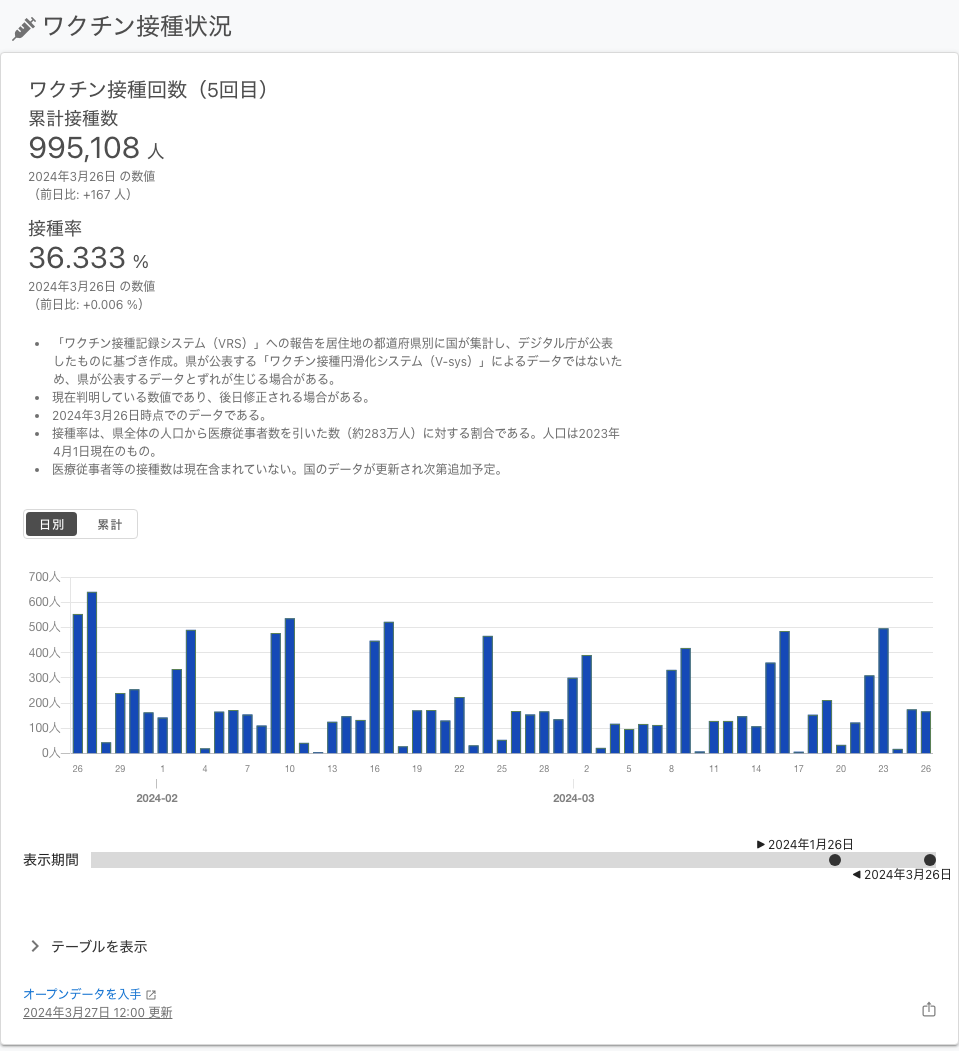 ワクチン接種状況
ワクチン接種回数（5回目）
累計接種数
995,108 人
2024年3月26日 の数値
（前日比: +167 人）
接種率
36.333 %
2024年3月26日 の数値
（前日比: +0.006 %）
• 「ワクチン接種記録システム（VRS）」への報告を居住地の都道府県別に国が集計し、デジタル庁が公表
したものに基づき作成。県が公表する「ワクチン接種円滑化システム（V-sys）」によるデータではないた
め、県が公表するデータとずれが生じる場合がある。
• 現在判明している数値であり、後日修正される場合がある。
• 2024年3月26日時点でのデータである。
• 接種率は、県全体の人口から医療従事者数を引いた数（約283万人）に対する割合である。人口は2023年
4月1日現在のもの。
• 医療従事者等の接種数は現在含まれていない。国のデータが更新され次第追加予定。
日別 累計
700人
600人
500人
400人
300人
200人
100人
0人
26 29 1 4 7 10 13 16 19 22 25 28 2 5 8 11 14 17 20 23 26
2024-02 2024-03
▶ 2024年1月26日
表示期間
◀ 2024年3月26日
テーブルを表示
オープンデータを入手
2024年3月27日 12:00 更新